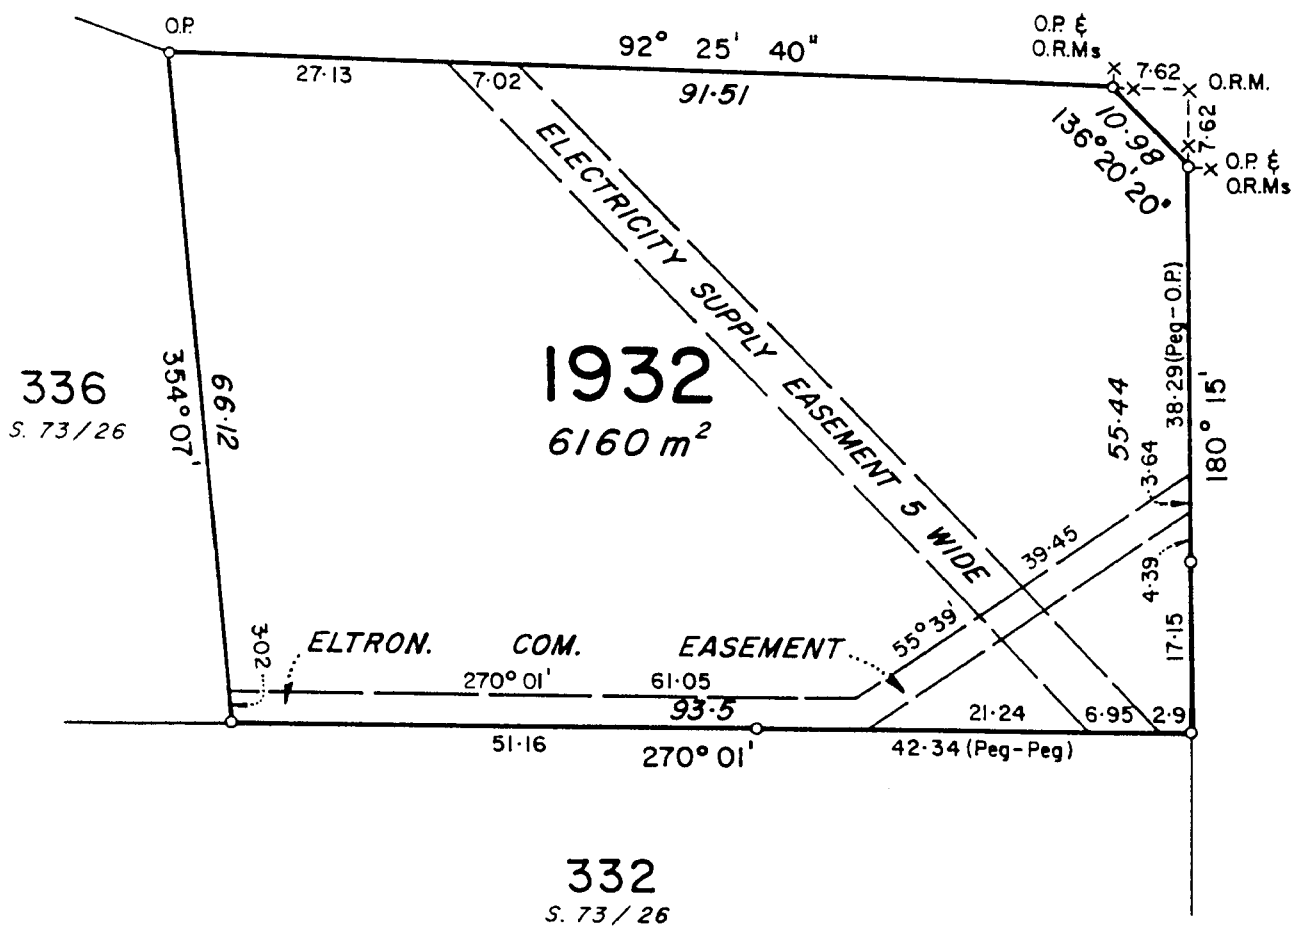 O.P.
92° 25' 40"
27·13
7·02
91·51
O.P. &
O.R.Ms
7·62
O.R.M.
7·62
10·98
136° 20' 20"
O.P. &
O.R.Ms
ELECTRICITY SUPPLY EASEMENT 5 WIDE
38·29 (Peg-O.P.)
336
S. 73/26
354° 07'
66·12
1932
6160 m²
55·44
180° 15'
3·64
39·45
4·39
17·15
55° 39'
3·02
ELTRON. COM. EASEMENT
270° 01' 61·05
93·5
21·24
6·95
2·9
51·16
270° 01'
42·34 (Peg-Peg)
332
S. 73/26